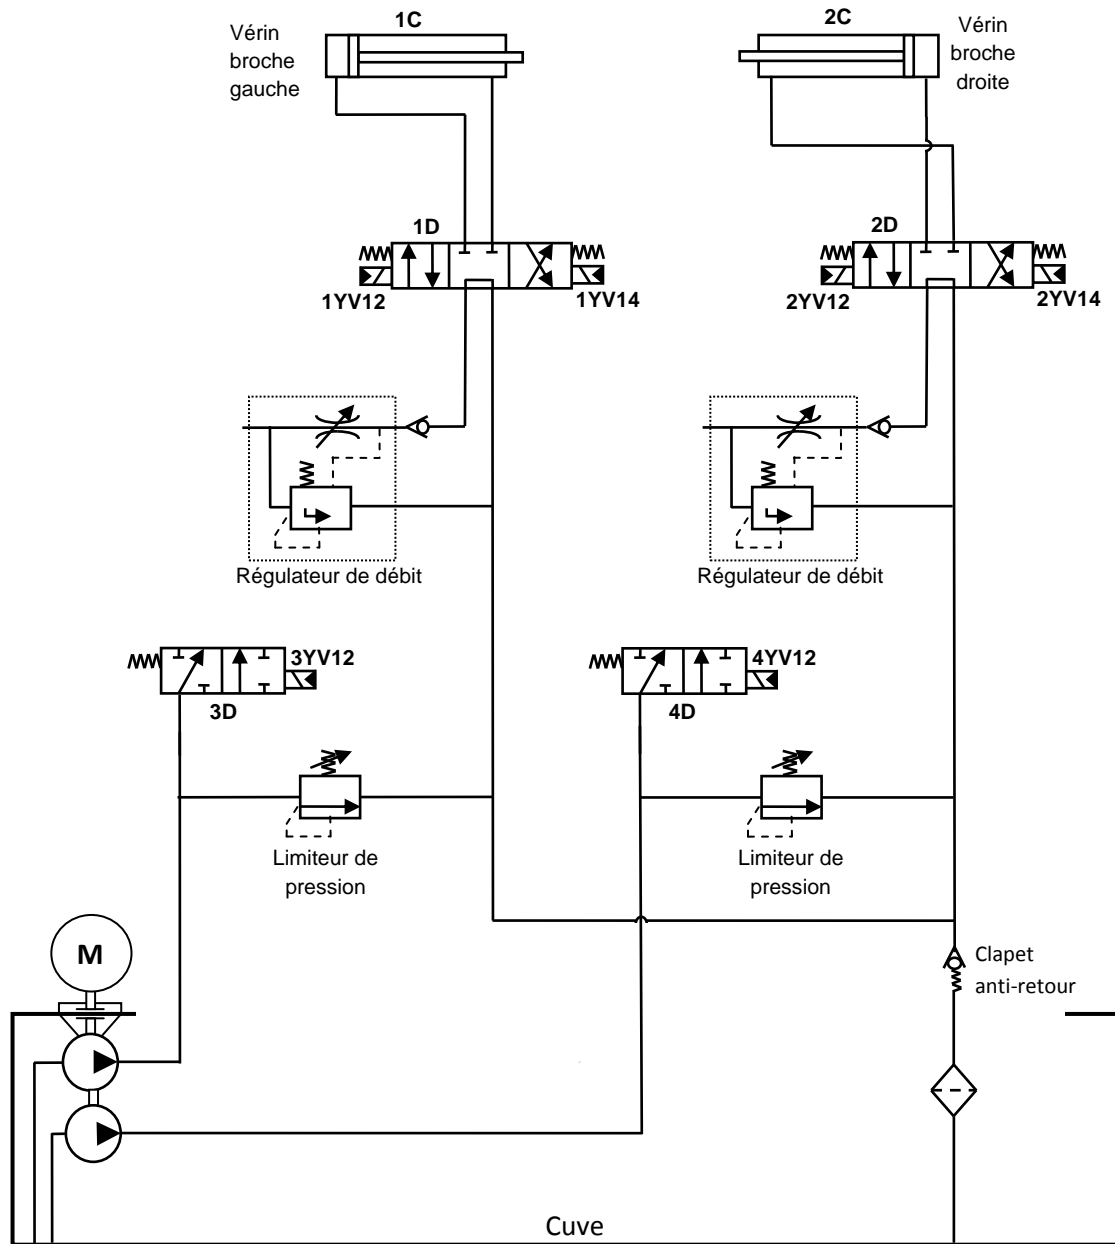 1C
2C
Vérin
broche
gauche
Vérin
broche
droite
1D
2D
1YV12
1YV14
2YV12
2YV14
Régulateur de débit
Régulateur de débit
3YV12
4YV12
3D
4D
Limiteur de
pression
Limiteur de
pression
M
Clapet
anti-retour
Cuve